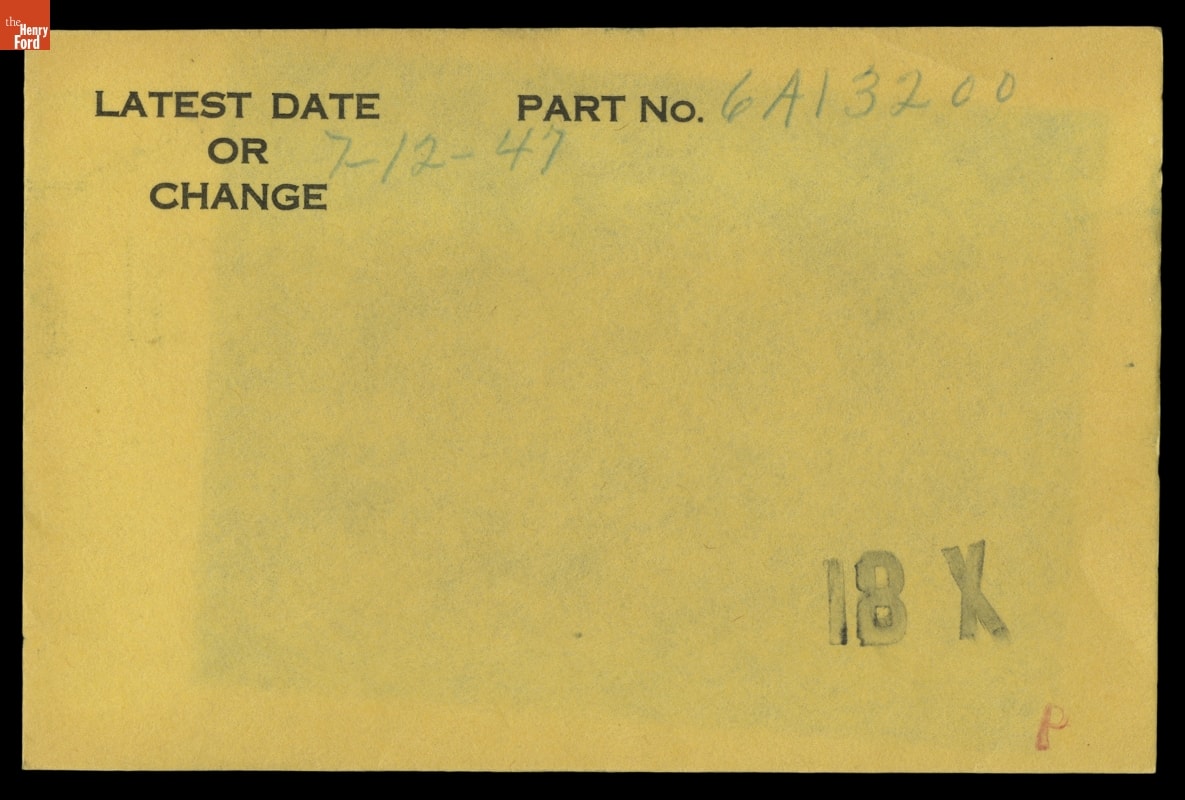 the
Henry
Ford
LATEST DATE PART No. 6A13200
OR 7-12-47
CHANGE
18 X
P